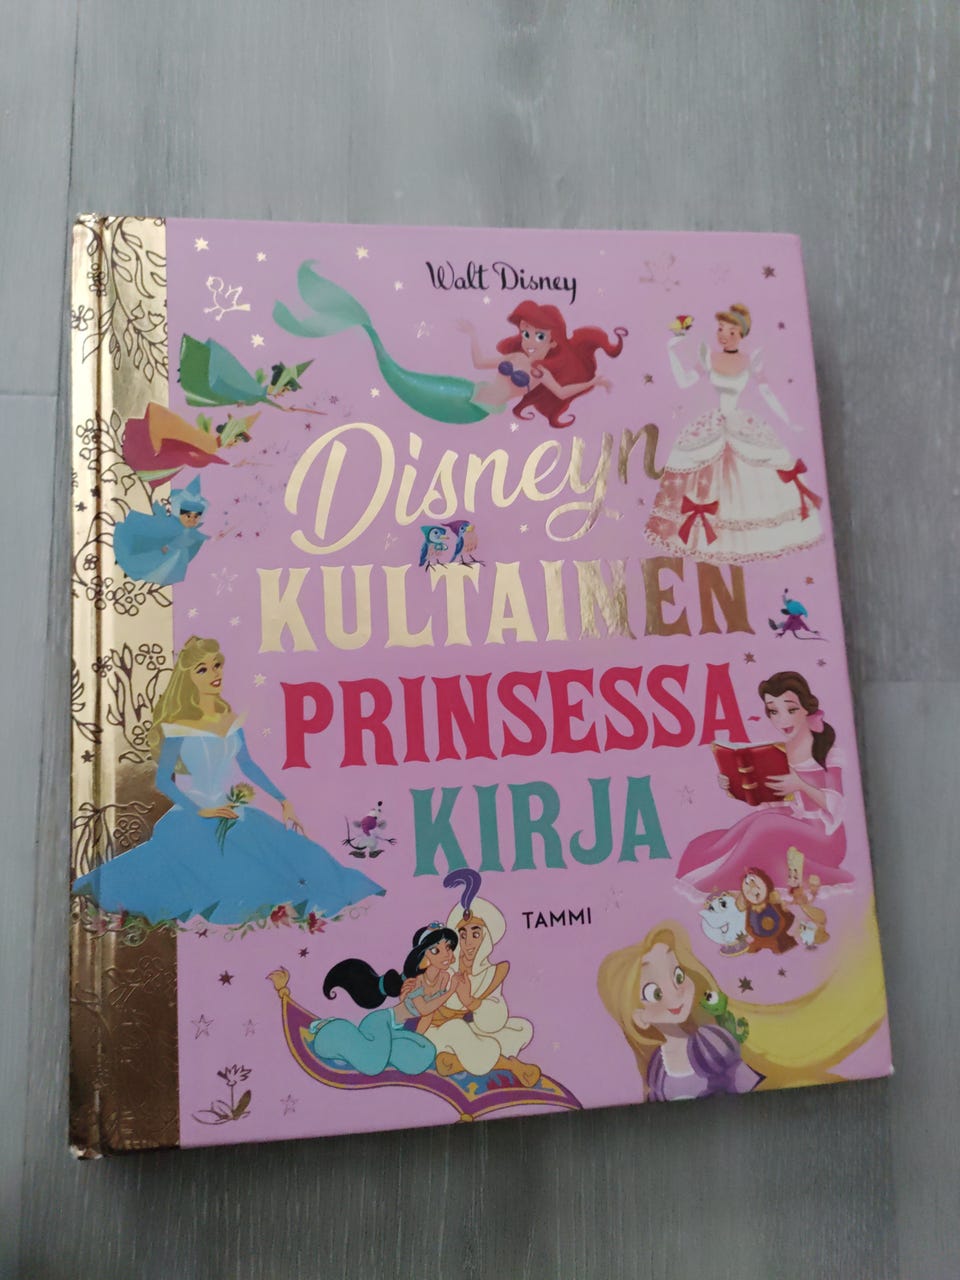 Walt Disney
Disneyn
KULTAINEN
PRINSESSA-
KIRJA
TAMMI